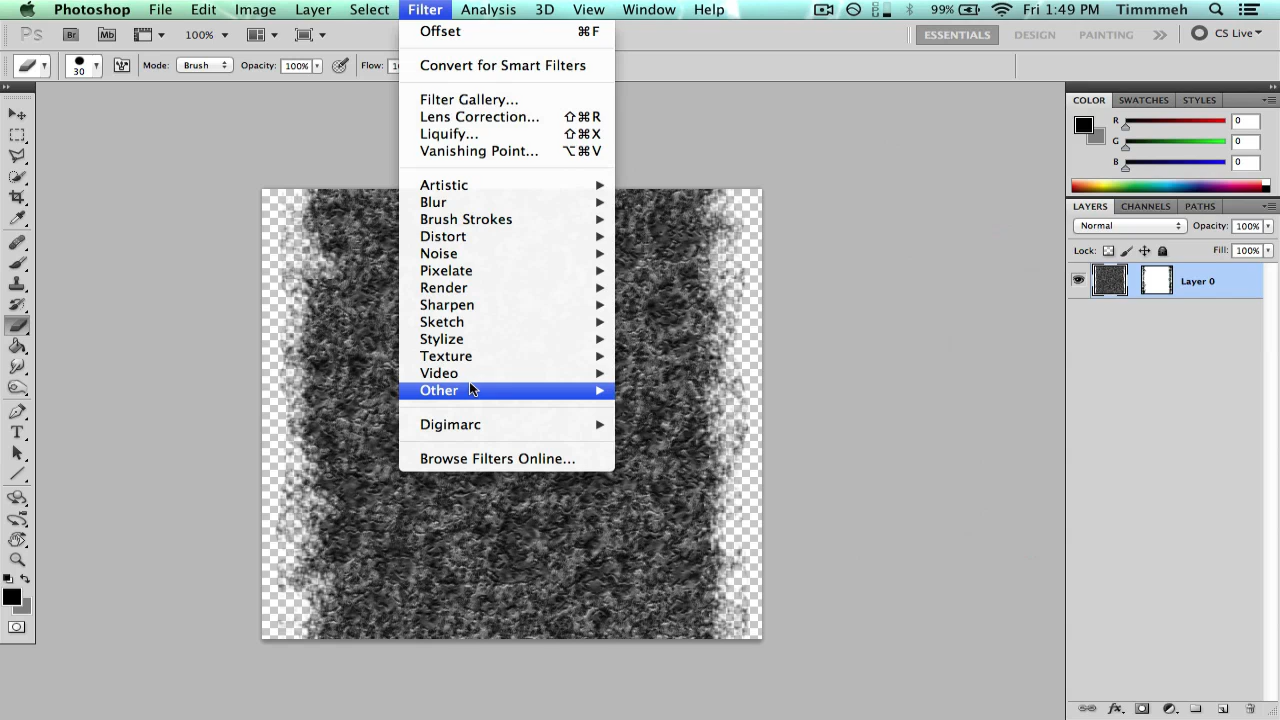 Photoshop File Edit Image Layer Select Filter Analysis 3D View Window Help 99% Fri 1:49 PM Timmmeh
Ps Br Mb 100% ESSENTIALS DESIGN PAINTING CS Live
30 Mode: Brush Opacity: 100% Flow:
Offset ⌘F
Convert for Smart Filters
Filter Gallery...
Lens Correction... ⇧⌘R
Liquify... ⇧⌘X
Vanishing Point... ⌥⌘V
Artistic
Blur
Brush Strokes
Distort
Noise
Pixelate
Render
Sharpen
Sketch
Stylize
Texture
Video
Other
Digimarc
Browse Filters Online...
COLOR SWATCHES STYLES
R 0
G 0
B 0
LAYERS CHANNELS PATHS
Normal Opacity: 100%
Lock: Fill: 100%
Layer 0
T
fx